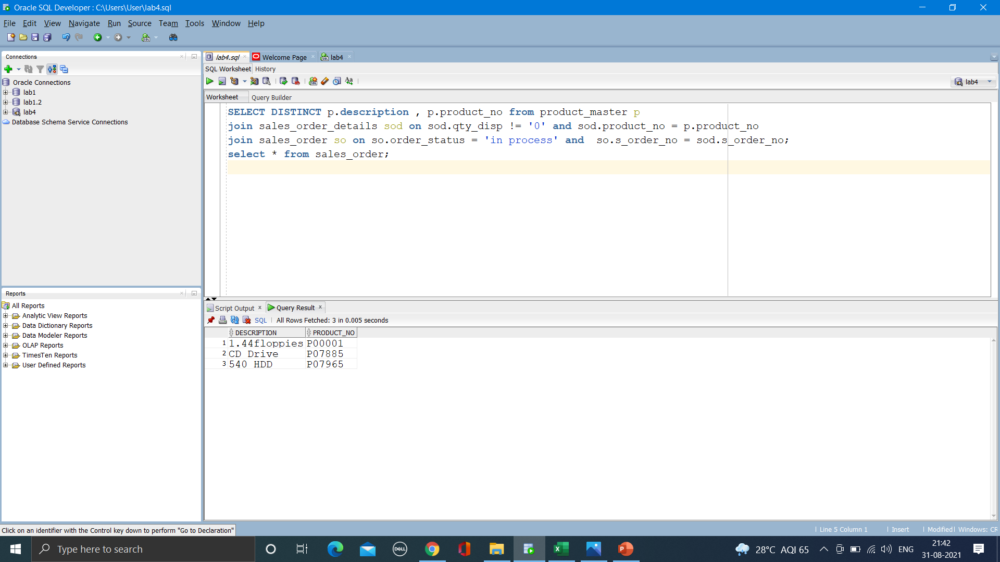 Oracle SQL Developer : C:\Users\User\lab4.sql
File Edit View Navigate Run Source Team Tools Window Help
Connections
lab4.sql Welcome Page lab4
SQL Worksheet History
Oracle Connections
lab1
lab1.2
lab4
Database Schema Service Connections
lab4
Worksheet Query Builder
SELECT DISTINCT p.description , p.product_no from product_master p
join sales_order_details sod on sod.qty_disp != '0' and sod.product_no = p.product_no
join sales_order so on so.order_status = 'in process' and  so.s_order_no = sod.s_order_no;
select * from sales_order;
Reports
All Reports
Analytic View Reports
Data Dictionary Reports
Data Modeler Reports
OLAP Reports
TimesTen Reports
User Defined Reports
Script Output Query Result
SQL All Rows Fetched: 3 in 0.005 seconds
DESCRIPTION PRODUCT_NO
1 1.44floppies P00001
2 CD Drive P07885
3 540 HDD P07965
Click on an identifier with the Control key down to perform "Go to Declaration"
Line 5 Column 1 Insert Modified Windows: CR
Type here to search
DELL
28°C AQI 65
ENG
21:42
31-08-2021